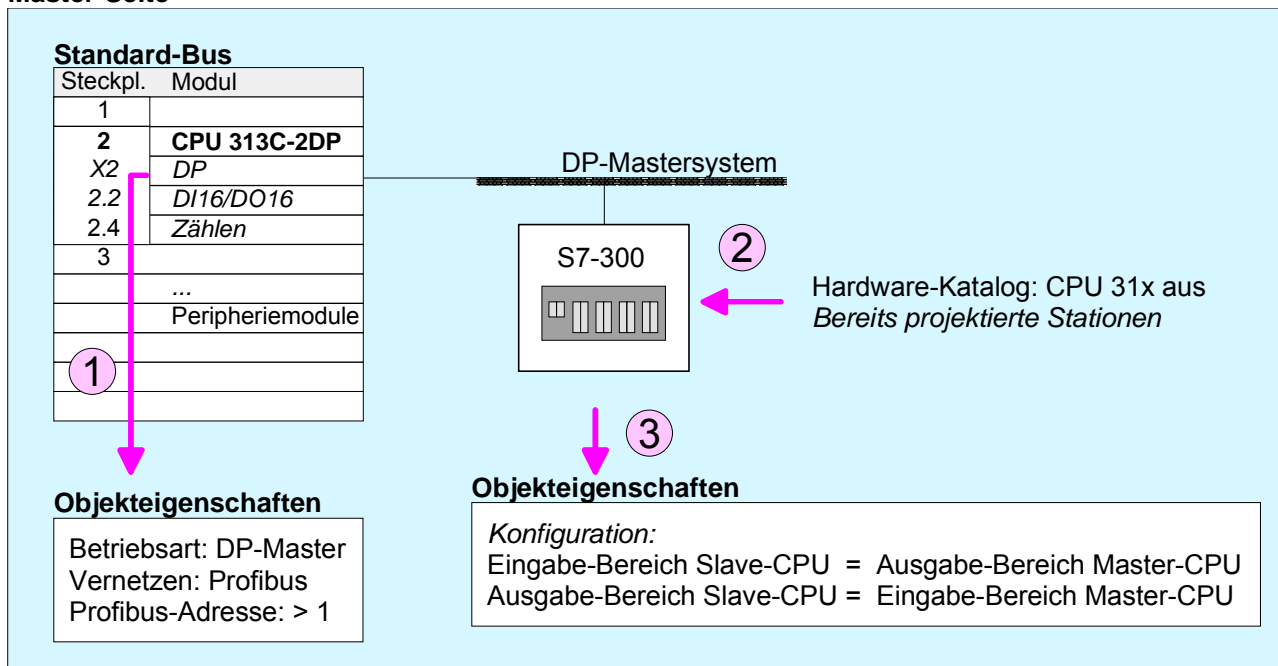 Standard-Bus
Steckpl. Modul
1
2 CPU 313C-2DP
X2 DP
2.2 DI16/DO16
2.4 Zählen
3
...
Peripheriemodule
1
DP-Mastersystem
S7-300
2
Hardware-Katalog: CPU 31x aus
Bereits projektierte Stationen
3
Objekteigenschaften
Betriebsart: DP-Master
Vernetzen: Profibus
Profibus-Adresse: > 1
Objekteigenschaften
Konfiguration:
Eingabe-Bereich Slave-CPU = Ausgabe-Bereich Master-CPU
Ausgabe-Bereich Slave-CPU = Eingabe-Bereich Master-CPU